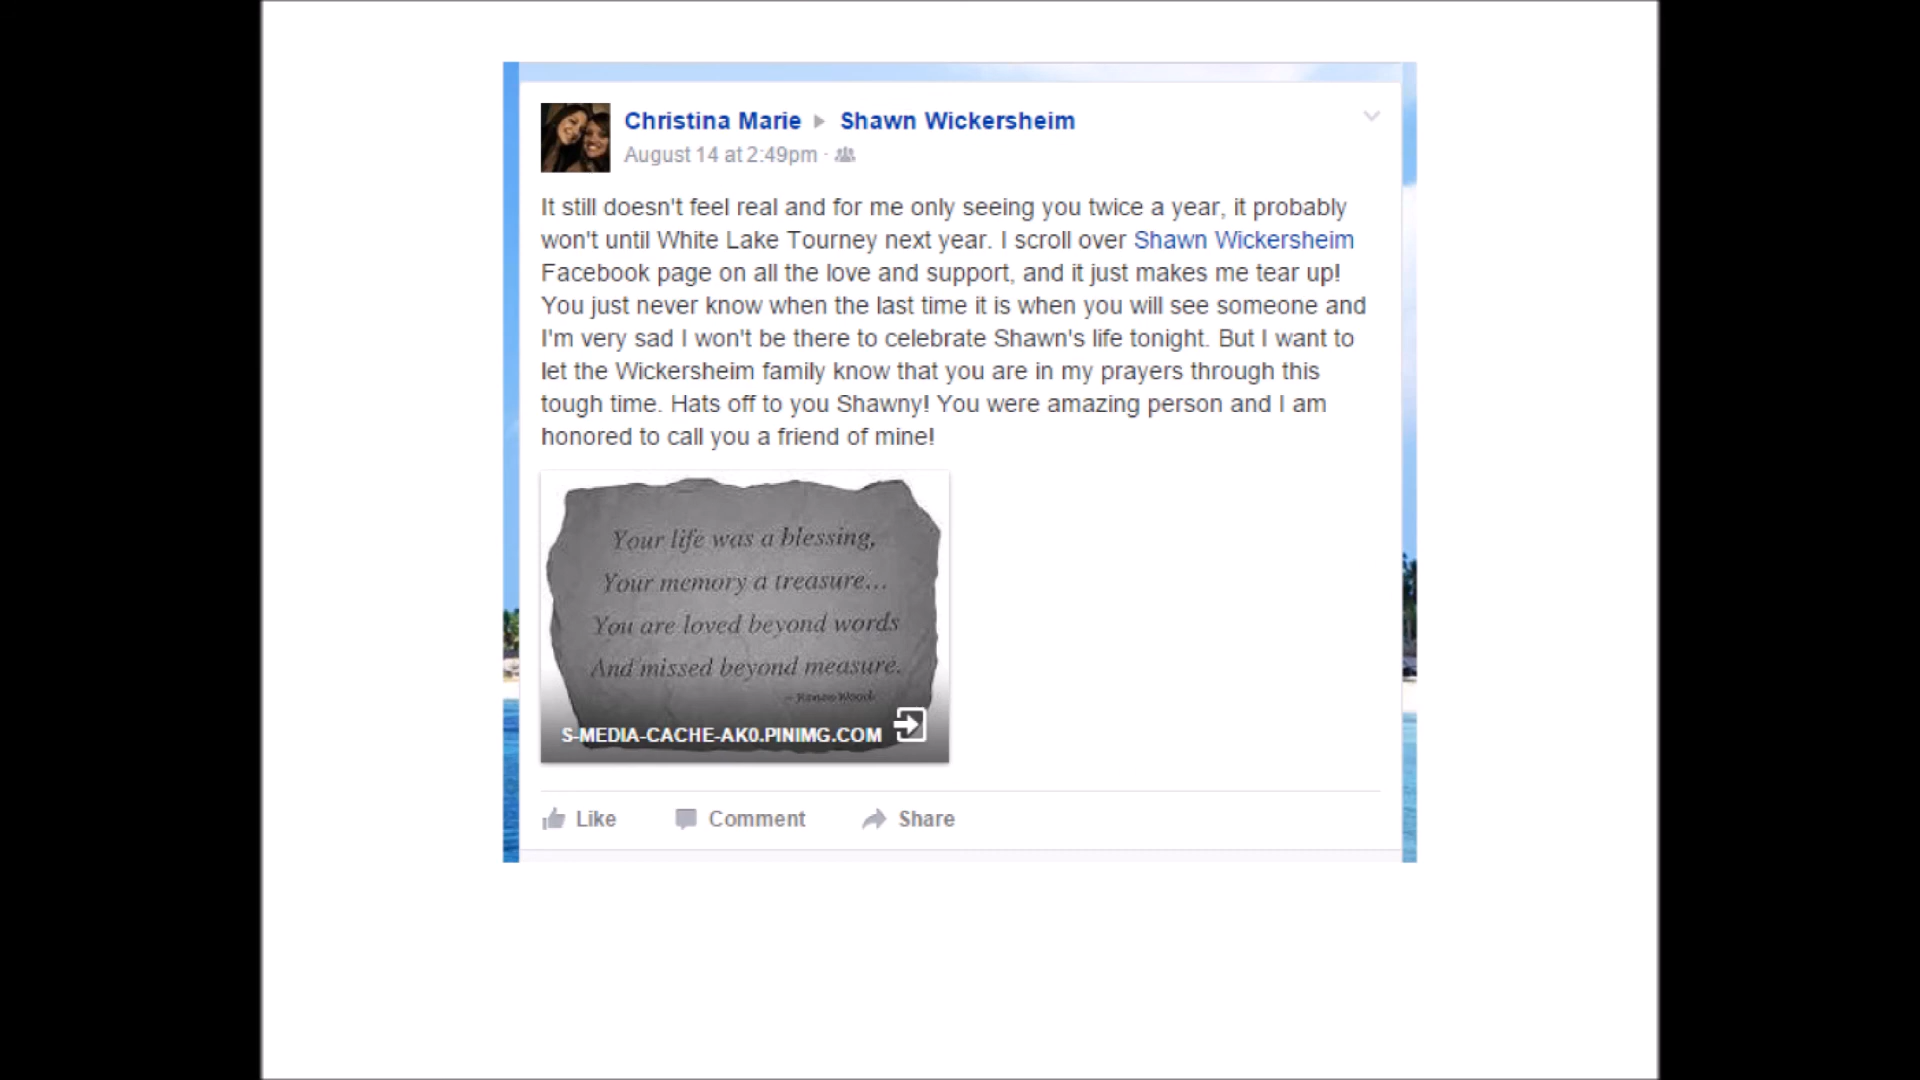 Christina Marie ▸ Shawn Wickersheim
August 14 at 2:49pm ·
It still doesn't feel real and for me only seeing you twice a year, it probably
won't until White Lake Tourney next year. I scroll over Shawn Wickersheim
Facebook page on all the love and support, and it just makes me tear up!
You just never know when the last time it is when you will see someone and
I'm very sad I won't be there to celebrate Shawn's life tonight. But I want to
let the Wickersheim family know that you are in my prayers through this
tough time. Hats off to you Shawny! You were amazing person and I am
honored to call you a friend of mine!
Your life was a blessing,
Your memory a treasure...
You are loved beyond words
And missed beyond measure.
– Renee Wood
S-MEDIA-CACHE-AK0.PINIMG.COM
Like Comment Share